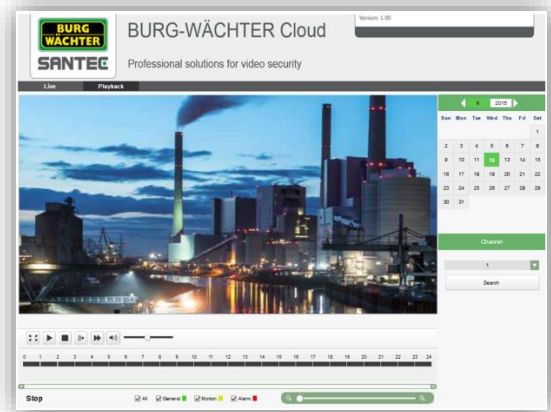 BURG
WÄCHTER
SANTEC
BURG-WÄCHTER Cloud
Professional solutions for video security
Version: 1.00
Live Playback
8 2015
Sun Mon Tue Wed Thu Fri Sat
1
2 3 4 5 6 7 8
9 10 11 12 13 14 15
16 17 18 19 20 21 22
23 24 25 26 27 28 29
30 31
Channel
1
Search
0 1 2 3 4 5 6 7 8 9 10 11 12 13 14 15 16 17 18 19 20 21 22 23 24
Stop
All General Motion Alarm